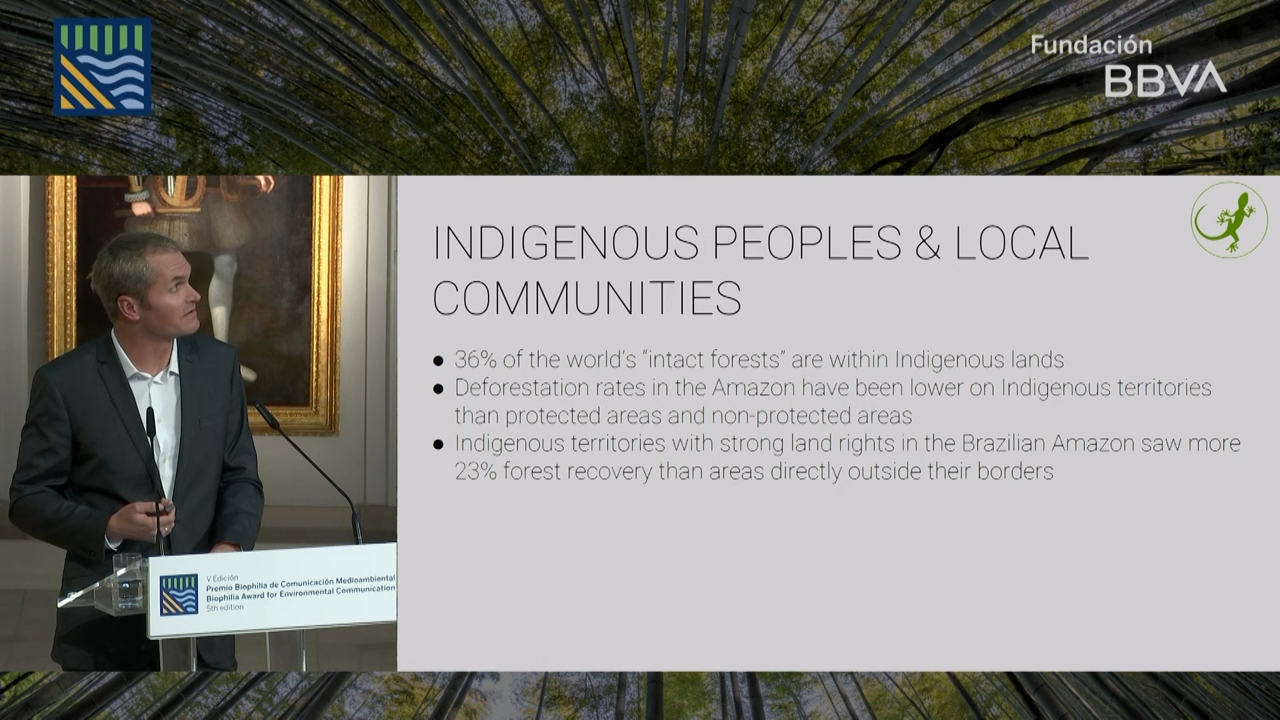 Fundación
BBVA
INDIGENOUS PEOPLES & LOCAL
COMMUNITIES
● 36% of the world's “intact forests” are within Indigenous lands
● Deforestation rates in the Amazon have been lower on Indigenous territories
than protected areas and non-protected areas
● Indigenous territories with strong land rights in the Brazilian Amazon saw more
23% forest recovery than areas directly outside their borders
V Edición
Premio Biophilia de Comunicación Medioambiental
Biophilia Award for Environmental Communication
5th edition